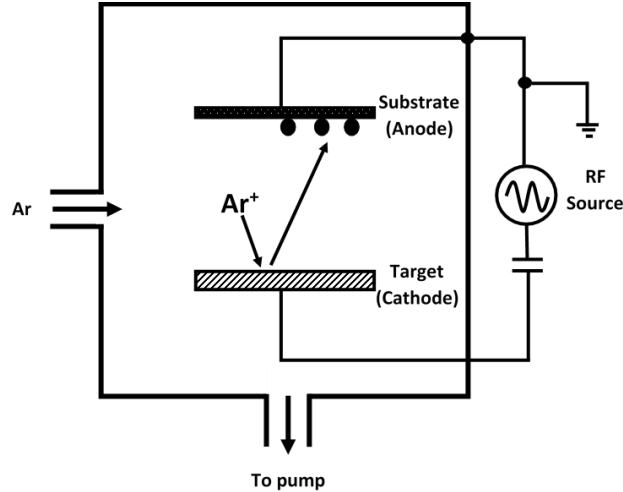 Substrate
(Anode)
RF
Source
Ar
Ar+
Target
(Cathode)
To pump